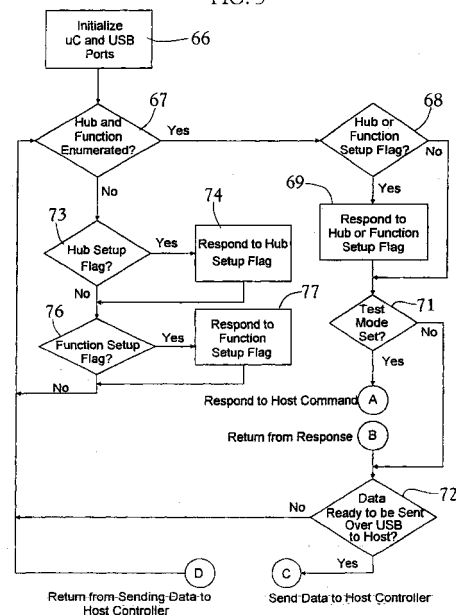 FIG. 5
Initialize
uC and USB
Ports
66
Hub and
Function
Enumerated?
67
Yes
No
Hub or
Function
Setup Flag?
68
No
Yes
69
Respond to
Hub or Function
Setup Flag
73
Hub Setup
Flag?
Yes
No
74
Respond to Hub
Setup Flag
76
Function Setup
Flag?
Yes
No
77
Respond to
Function
Setup Flag
71
Test
Mode
Set?
No
Yes
Respond to Host Command
A
Return from Response
B
Data
Ready to be Sent
Over USB
to Host?
72
No
Yes
D
C
Return from Sending Data to
Host Controller
Send Data to Host Controller